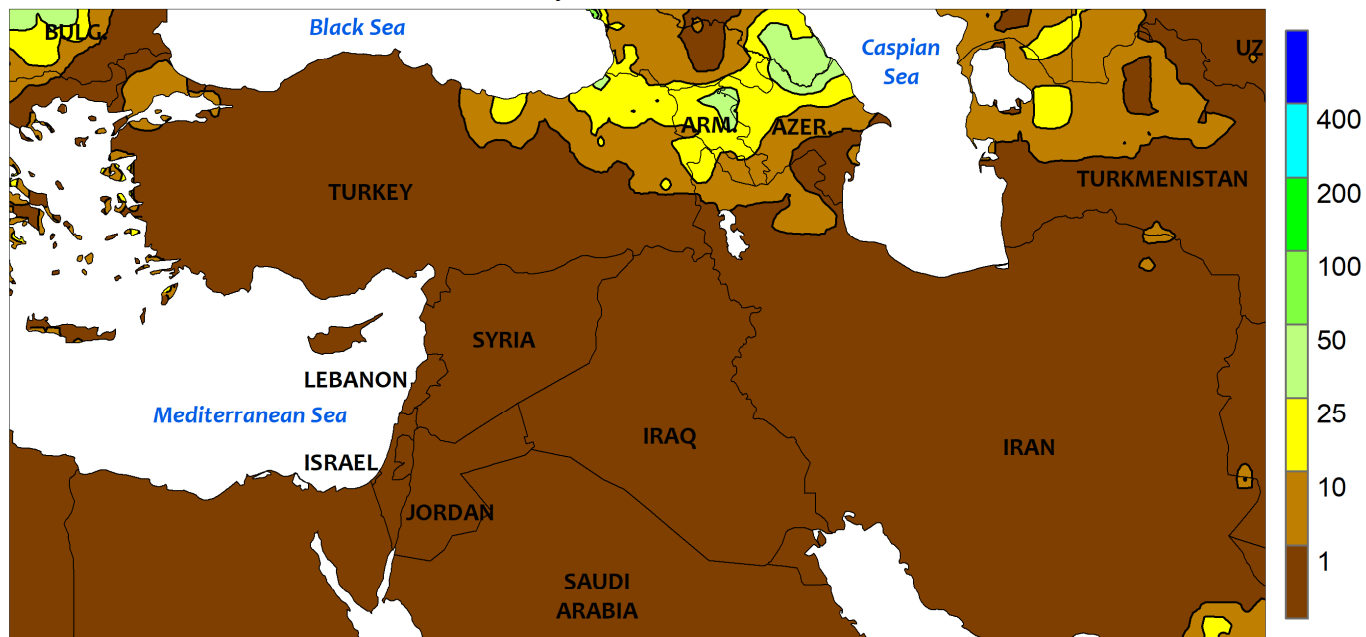 Black Sea
BULG.
Caspian
Sea
UZ
400
ARM.
AZER.
TURKEY
TURKMENISTAN
200
100
SYRIA
50
LEBANON
Mediterranean Sea
25
IRAQ
IRAN
ISRAEL
10
JORDAN
1
SAUDI
ARABIA